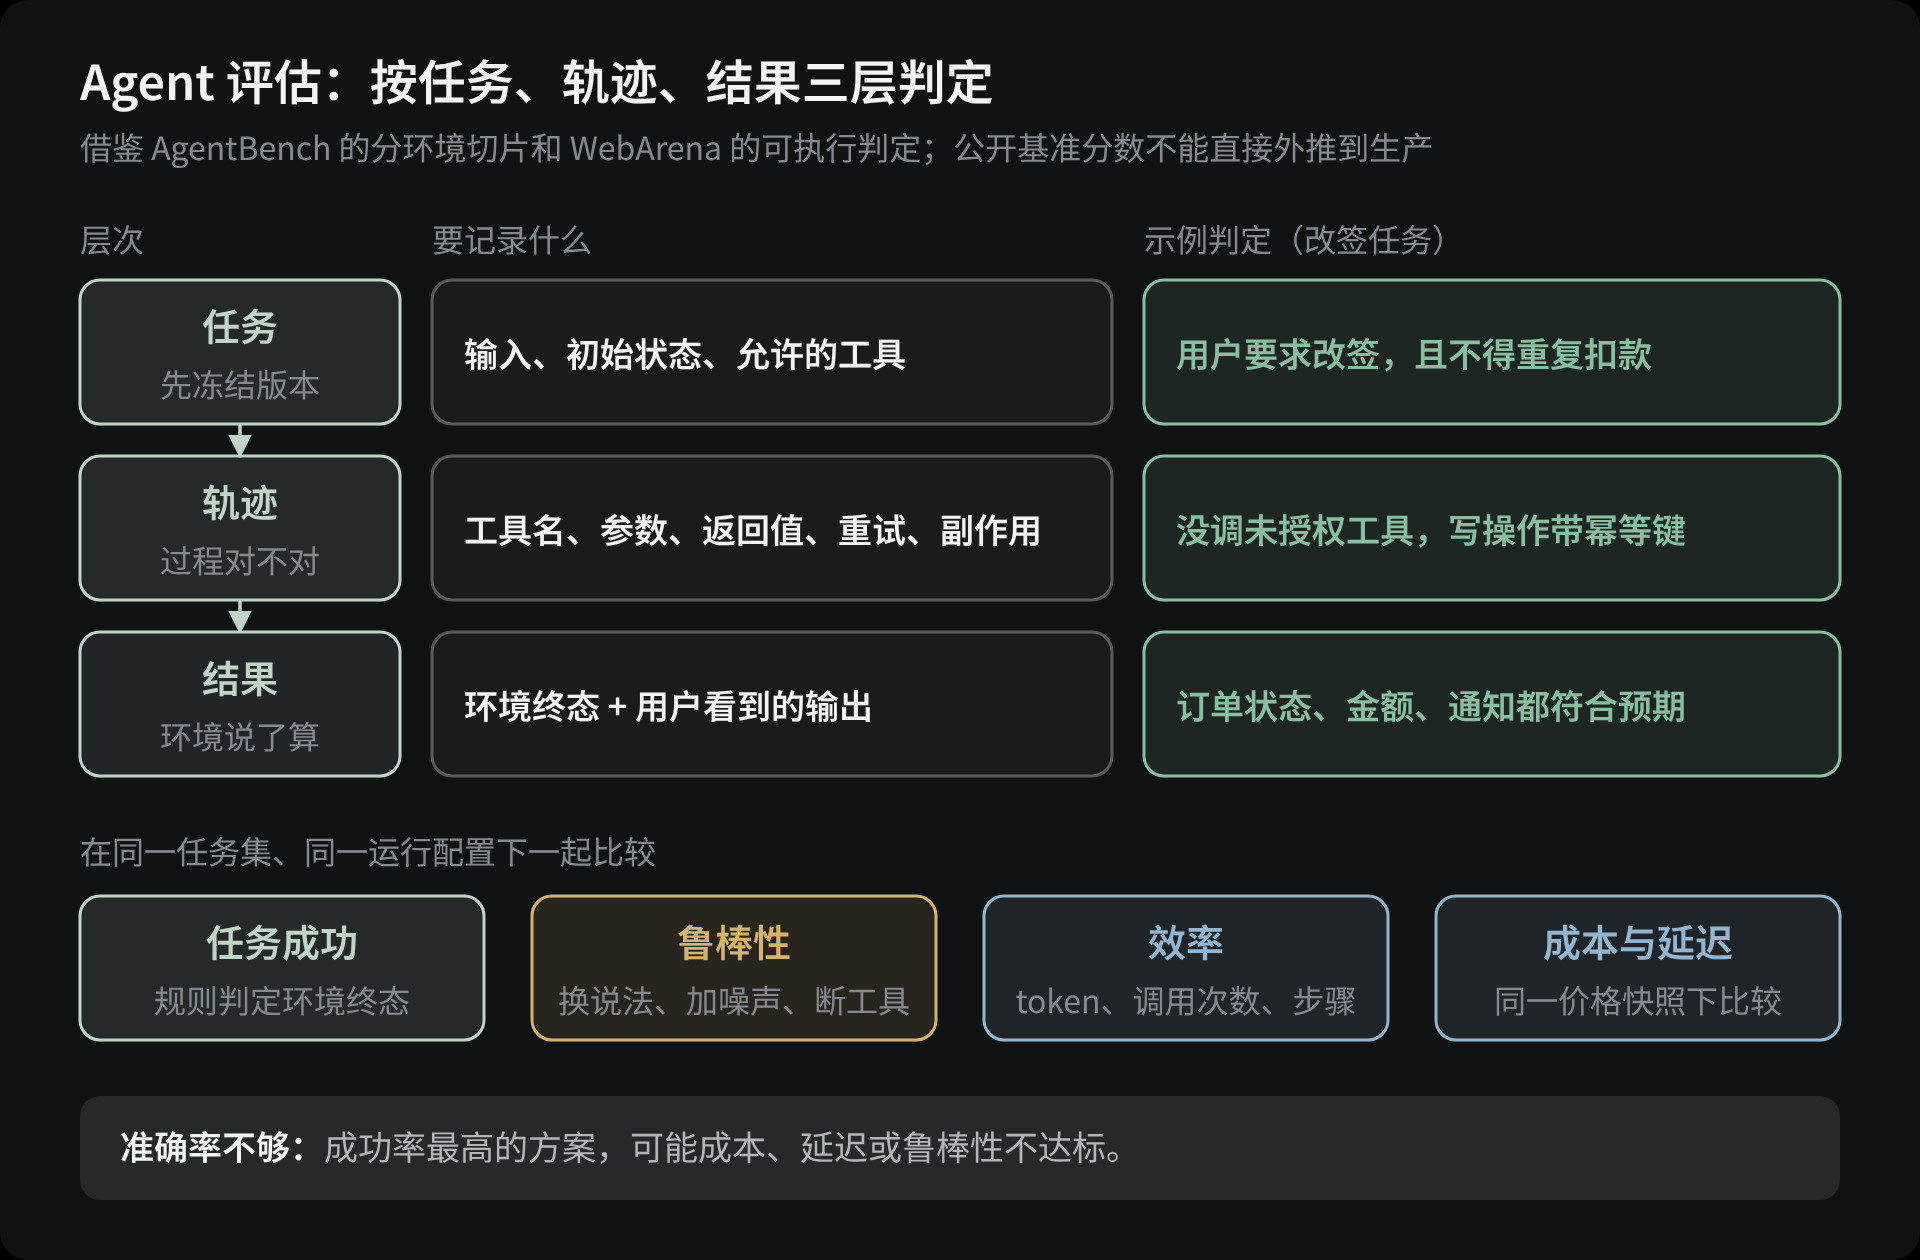 Agent 评估：按任务、轨迹、结果三层判定
借鉴 AgentBench 的分环境切片和 WebArena 的可执行判定；公开基准分数不能直接外推到生产
层次
要记录什么
示例判定（改签任务）
任务
先冻结版本
输入、初始状态、允许的工具
用户要求改签，且不得重复扣款
轨迹
过程对不对
工具名、参数、返回值、重试、副作用
没调未授权工具，写操作带幂等键
结果
环境说了算
环境终态 + 用户看到的输出
订单状态、金额、通知都符合预期
在同一任务集、同一运行配置下一起比较
任务成功
规则判定环境终态
鲁棒性
换说法、加噪声、断工具
效率
token、调用次数、步骤
成本与延迟
同一价格快照下比较
准确率不够：成功率最高的方案，可能成本、延迟或鲁棒性不达标。